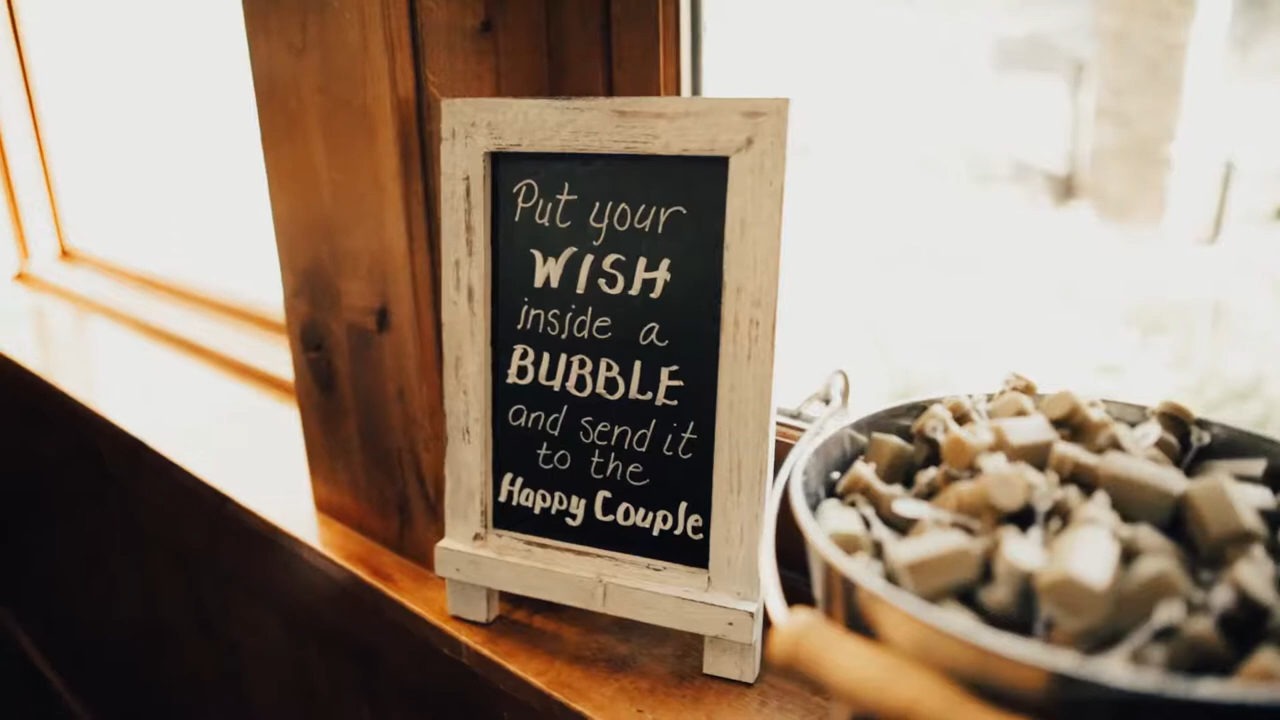 Put your
WISH
inside a
BUBBLE
and send it
to the
Happy Couple